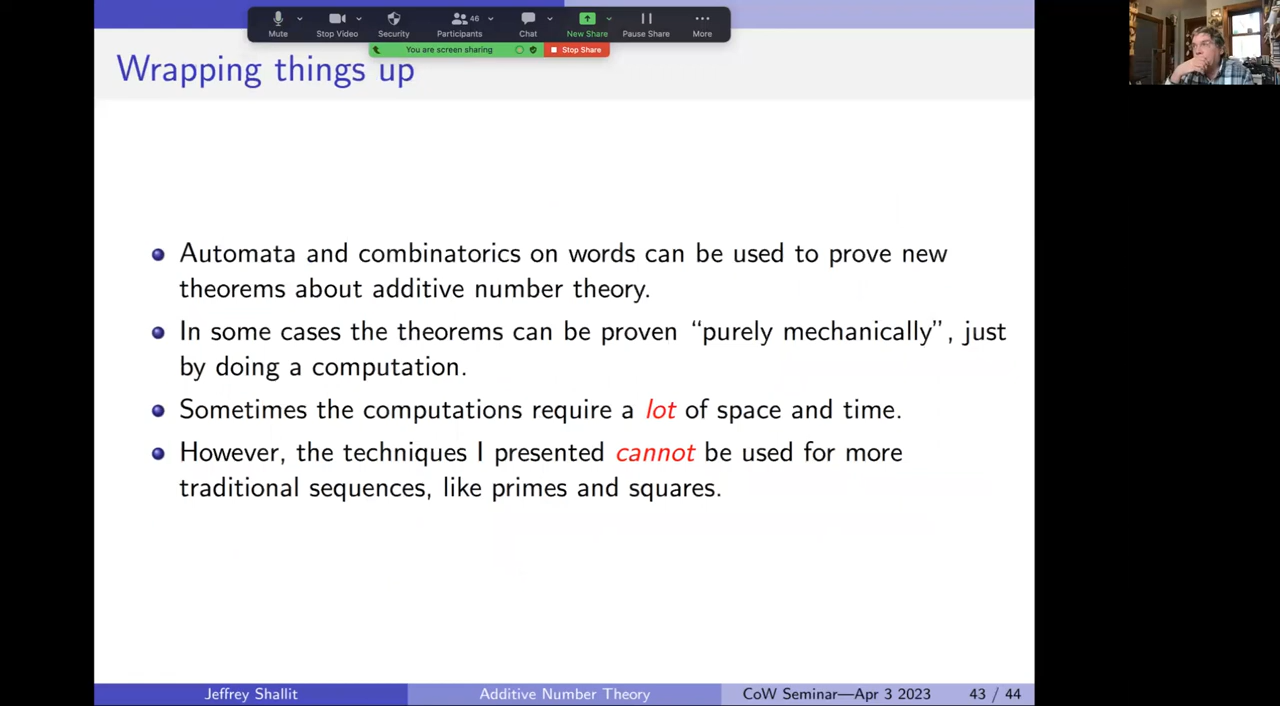 46
Mute
Stop Video
Security
Participants
Chat
New Share
Pause Share
More
You are screen sharing
Stop Share
Wrapping things up
Automata and combinatorics on words can be used to prove new
theorems about additive number theory.
In some cases the theorems can be proven “purely mechanically”, just
by doing a computation.
Sometimes the computations require a lot of space and time.
However, the techniques I presented cannot be used for more
traditional sequences, like primes and squares.
Jeffrey Shallit
Additive Number Theory
CoW Seminar—Apr 3 2023
43 / 44